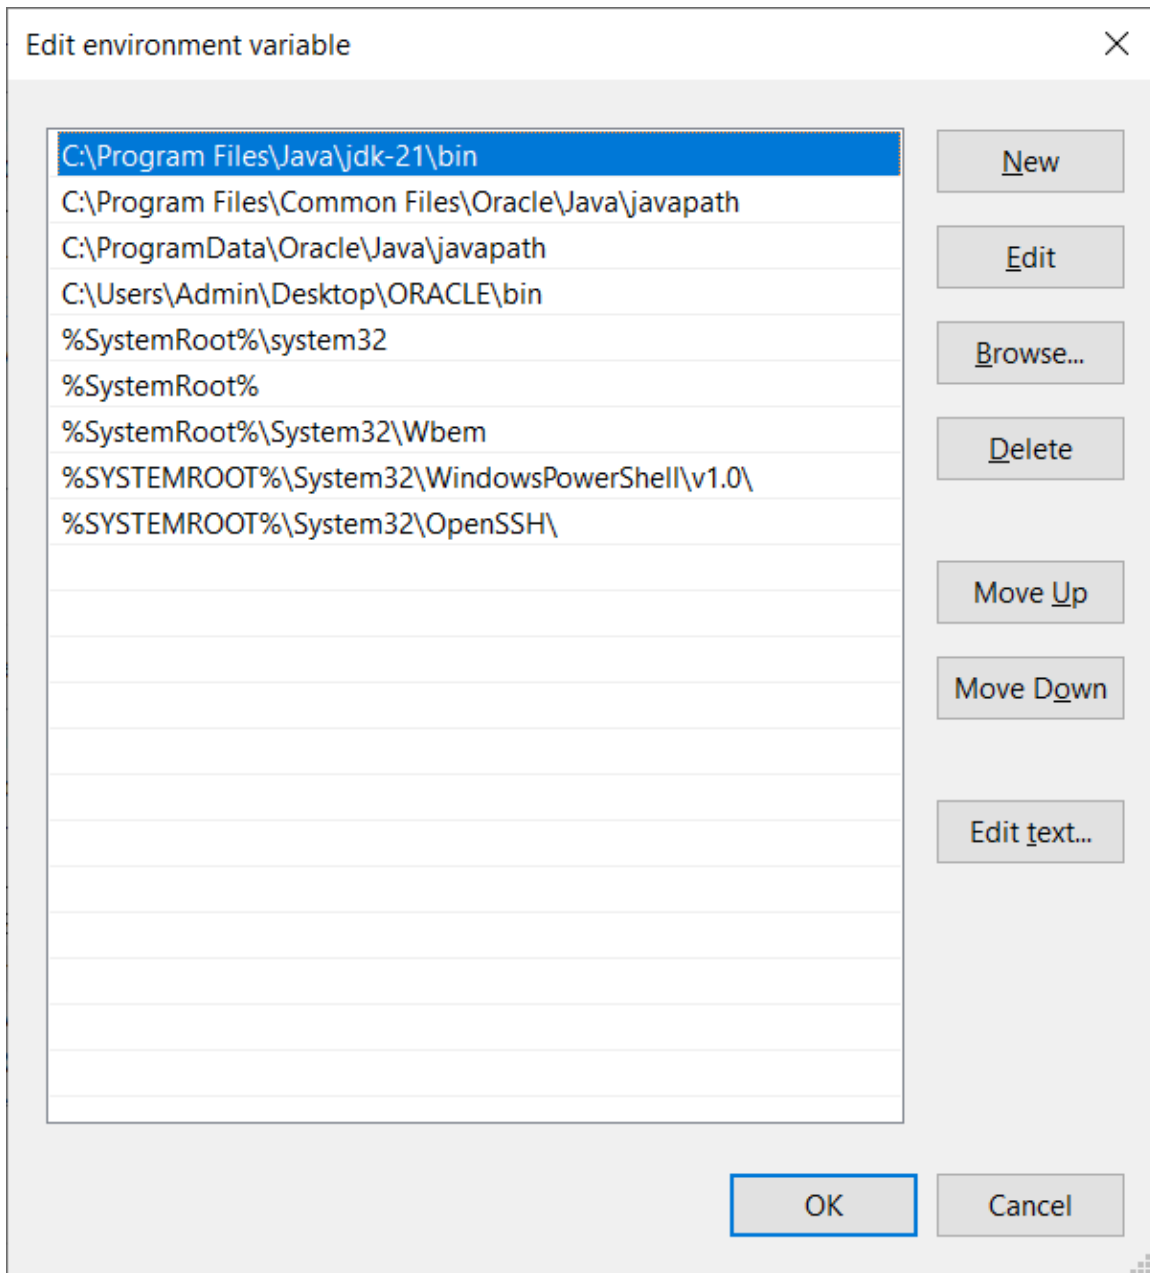 Edit environment variable
C:\Program Files\Java\jdk-21\bin
C:\Program Files\Common Files\Oracle\Java\javapath
C:\ProgramData\Oracle\Java\javapath
C:\Users\Admin\Desktop\ORACLE\bin
%SystemRoot%\system32
%SystemRoot%
%SystemRoot%\System32\Wbem
%SYSTEMROOT%\System32\WindowsPowerShell\v1.0\
%SYSTEMROOT%\System32\OpenSSH\
New
Edit
Browse...
Delete
Move Up
Move Down
Edit text...
OK
Cancel